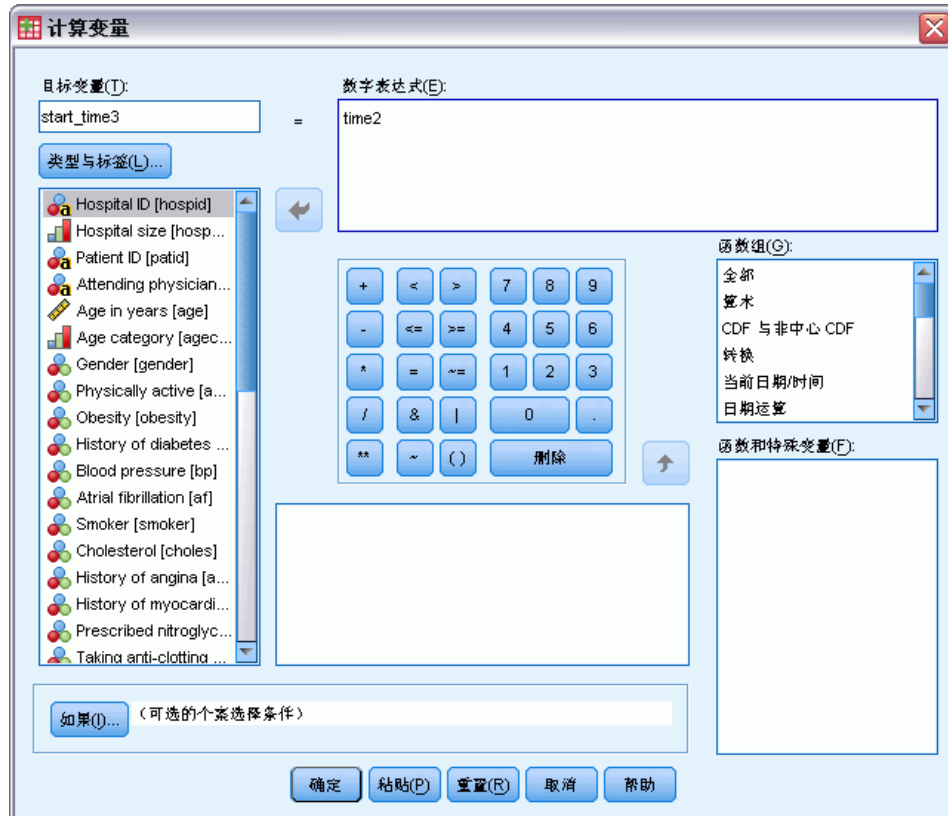 计算变量
目标变量(T):
start_time3
=
数字表达式(E):
time2
类型与标签(L)...
Hospital ID [hospid]
Hospital size [hosp...
Patient ID [patid]
Attending physician...
Age in years [age]
Age category [agec...
Gender [gender]
Physically active [a...
Obesity [obesity]
History of diabetes ...
Blood pressure [bp]
Atrial fibrillation [af]
Smoker [smoker]
Cholesterol [choles]
History of angina [a...
History of myocardi...
Prescribed nitroglyc...
Taking anti-clotting ...
+ < > 7 8 9
- <= >= 4 5 6
* = ~= 1 2 3
/ & | 0 .
** ~ ( ) 删除
函数组(G):
全部
算术
CDF 与非中心 CDF
转换
当前日期/时间
日期运算
函数和特殊变量(F):
如果(I)...
(可选的个案选择条件)
确定
粘贴(P)
重置(R)
取消
帮助